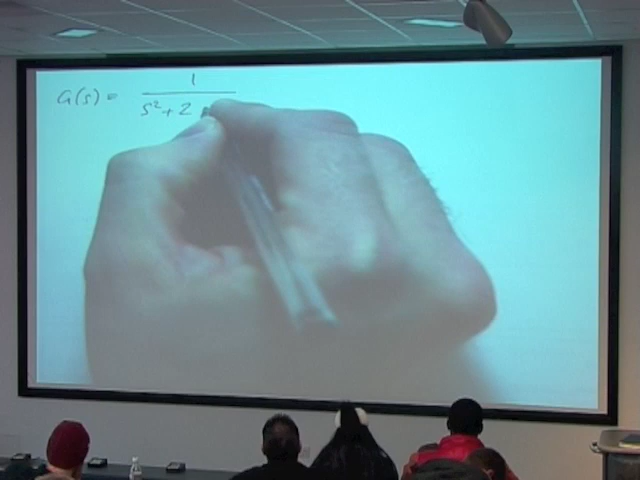 G(s) = 1 / s² + 2